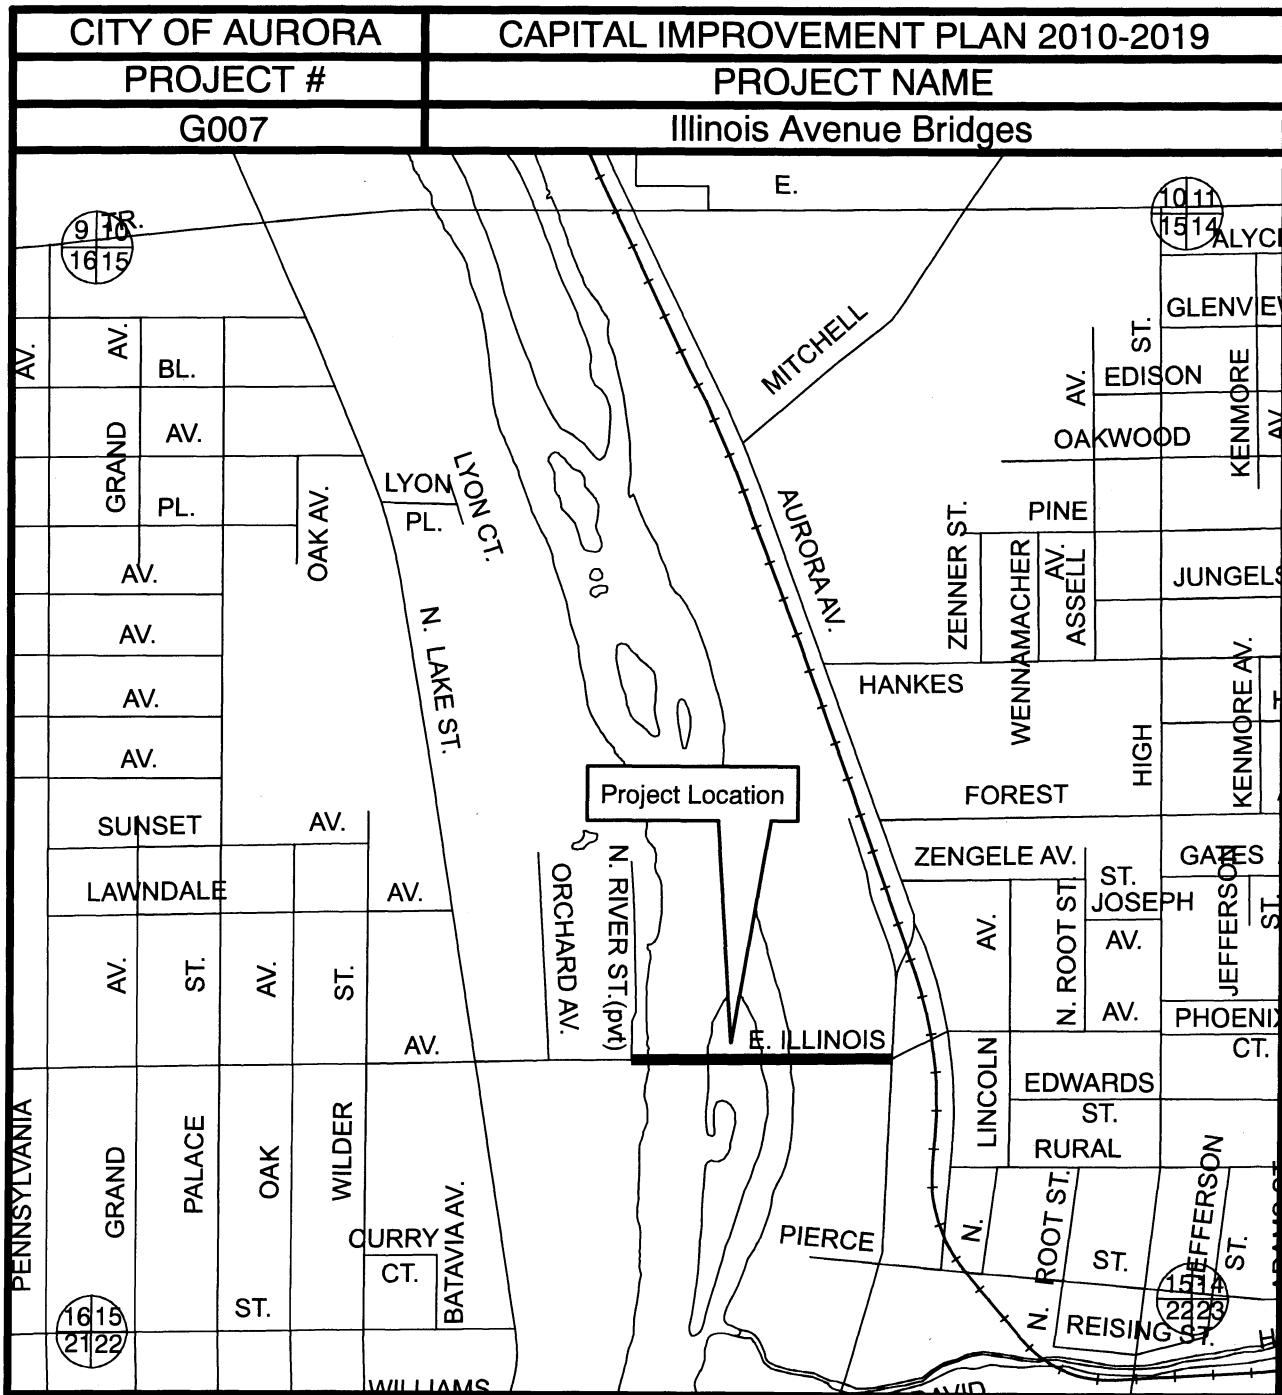 CITY OF AURORA
CAPITAL IMPROVEMENT PLAN 2010-2019
PROJECT #
PROJECT NAME
G007
Illinois Avenue Bridges
E.
TR.
9 10
16 15
10 11
15 14
GLENVIEW
AV.
AV.
BL.
GRAND
AV.
PL.
OAK AV.
LYON
PL.
LYON CT.
MITCHELL
AURORA AV.
ST.
AV.
EDISON
KENMORE
AV
OAKWOOD
PINE
ZENNER ST.
WENNAMACHER
AV.
ASSELL
JUNGELS
AV.
AV.
AV.
AV.
N. LAKE ST.
HANKES
HIGH
KENMORE AV.
Project Location
FOREST
SUNSET
AV.
LAWNDALE
AV.
ORCHARD AV.
N. RIVER ST.(pvt)
ZENGELE AV.
GATES
ST.
JOSEPH
AV.
N. ROOT ST.
AV.
JEFFERSON
ST.
AV.
ST.
AV.
ST.
AV.
AV.
PHOENIX
CT.
E. ILLINOIS
LINCOLN
EDWARDS
ST.
RURAL
PENNSYLVANIA
GRAND
PALACE
OAK
WILDER
CURRY
CT.
BATAVIA AV.
ST.
PIERCE
N.
ROOT ST.
N.
ST.
JEFFERSON
ST.
REISING ST.
16 15
21 22
15 14
22 23
WILLIAMS